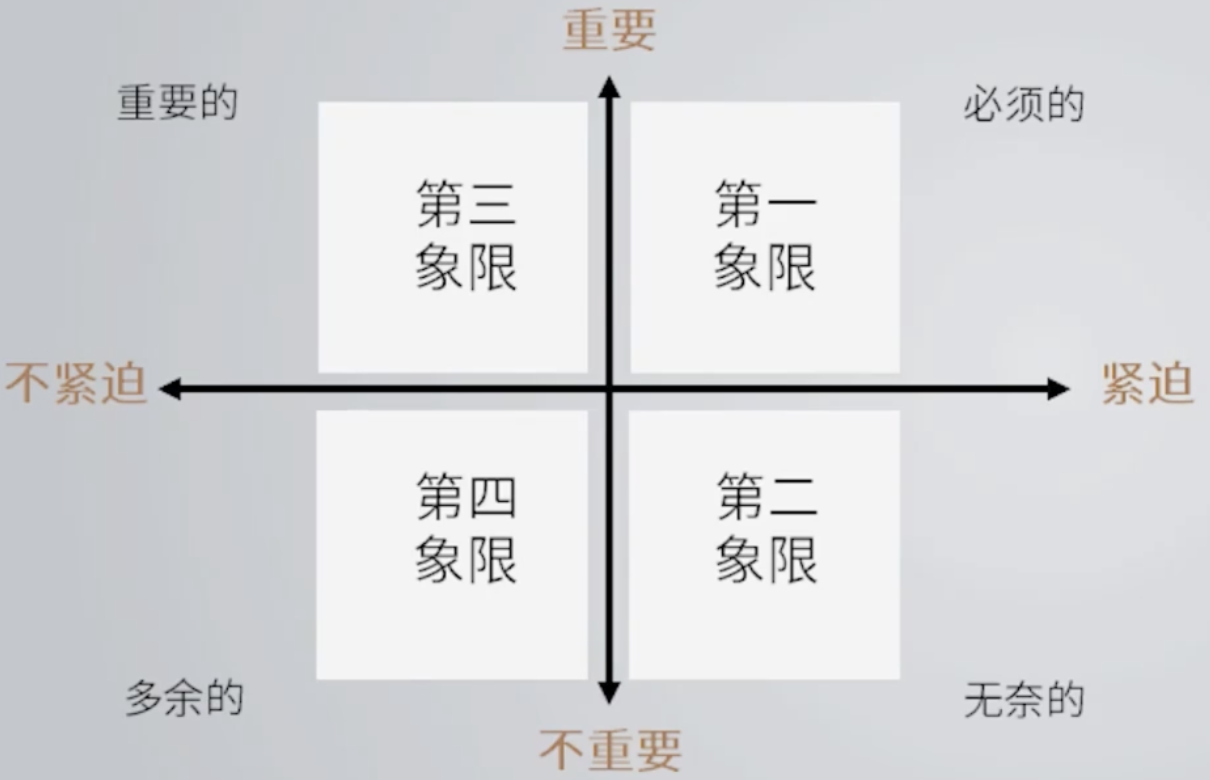 重要
重要的
必须的
第三
象限
第一
象限
不紧迫
紧迫
第四
象限
第二
象限
多余的
无奈的
不重要